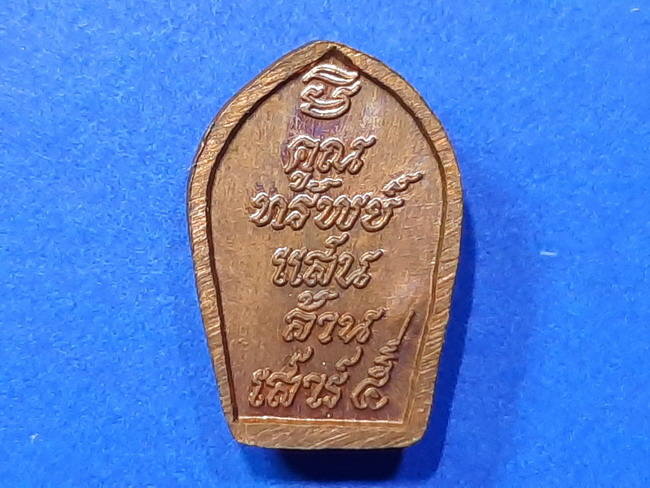 คูณ
ทรัพย์
แสน
ล้าน
เสาร์ ๕